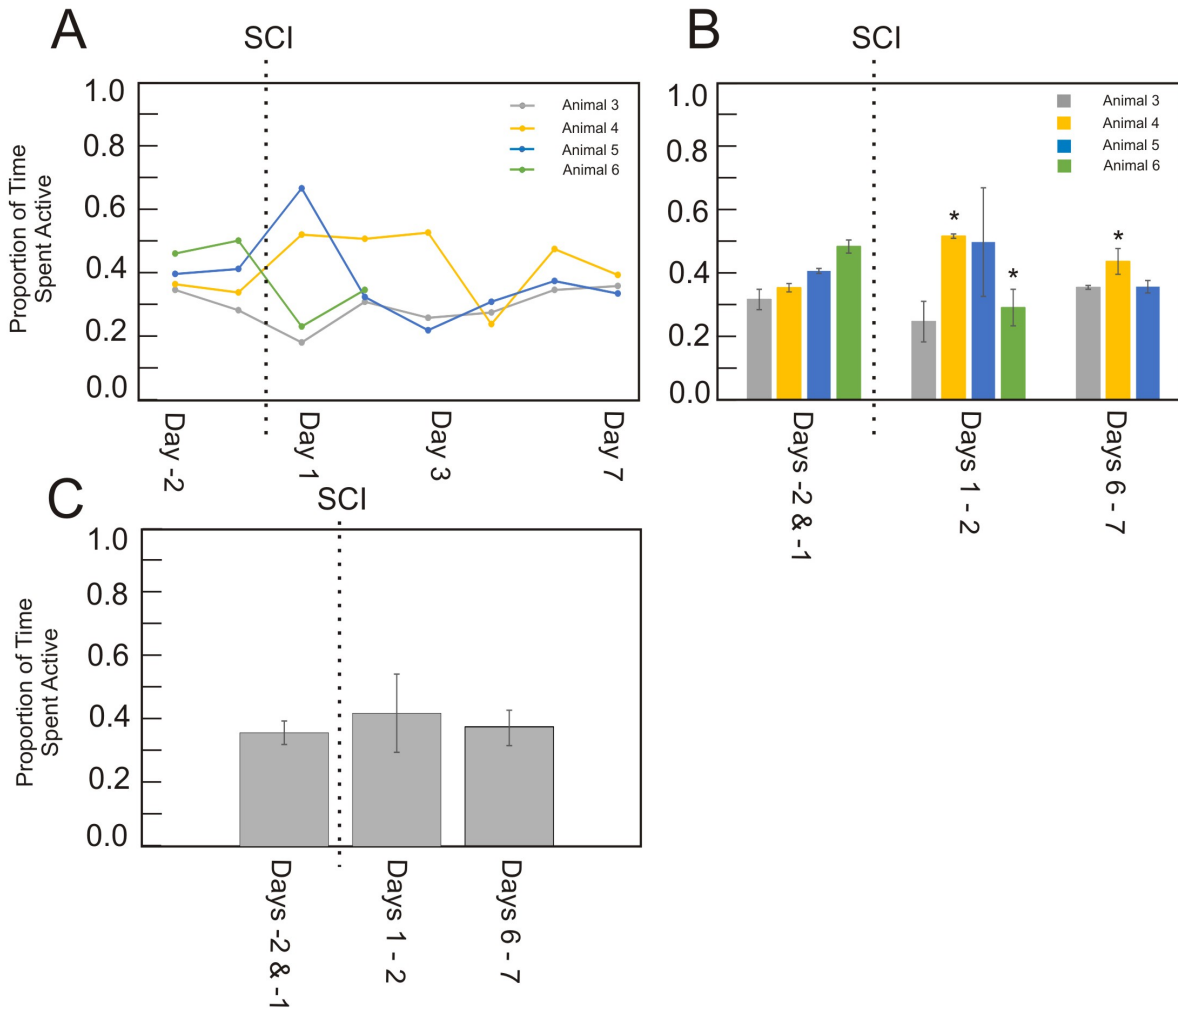 A
SCI
1.0
0.8
0.6
0.4
0.2
0.0
Proportion of Time
Spent Active
Animal 3
Animal 4
Animal 5
Animal 6
Day -2
Day 1
Day 3
Day 7
B
SCI
1.0
0.8
0.6
0.4
0.2
0.0
Animal 3
Animal 4
Animal 5
Animal 6
*
*
*
Days -2 & -1
Days 1 - 2
Days 6 - 7
C
SCI
1.0
0.8
0.6
0.4
0.2
0.0
Proportion of Time
Spent Active
Days -2 & -1
Days 1 - 2
Days 6 - 7